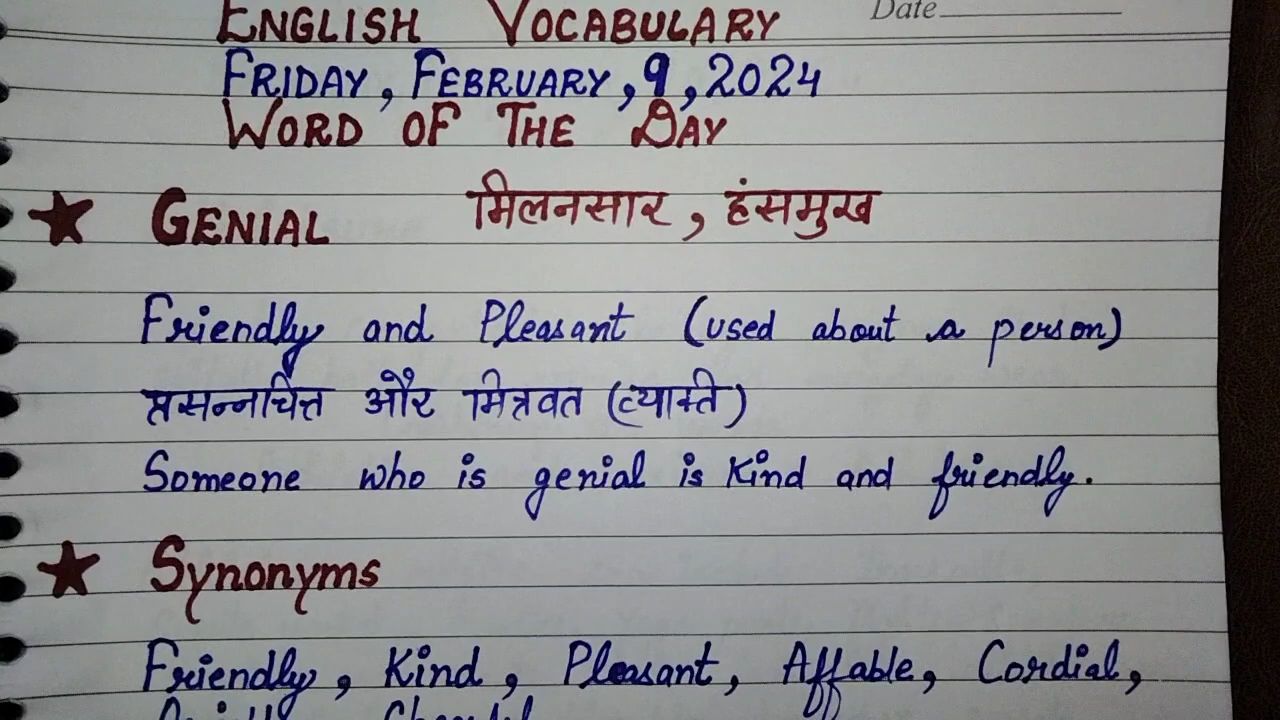 Date
ENGLISH VOCABULARY
FRIDAY, FEBRUARY, 9, 2024
WORD OF THE DAY
★ GENIAL मिलनसार, हंसमुख
Friendly and Pleasant (used about a person)
प्रसन्नचित्त और मित्रवत (व्यक्ति)
Someone who is genial is Kind and friendly.
★ Synonyms
Friendly, Kind, Pleasant, Affable, Cordial,